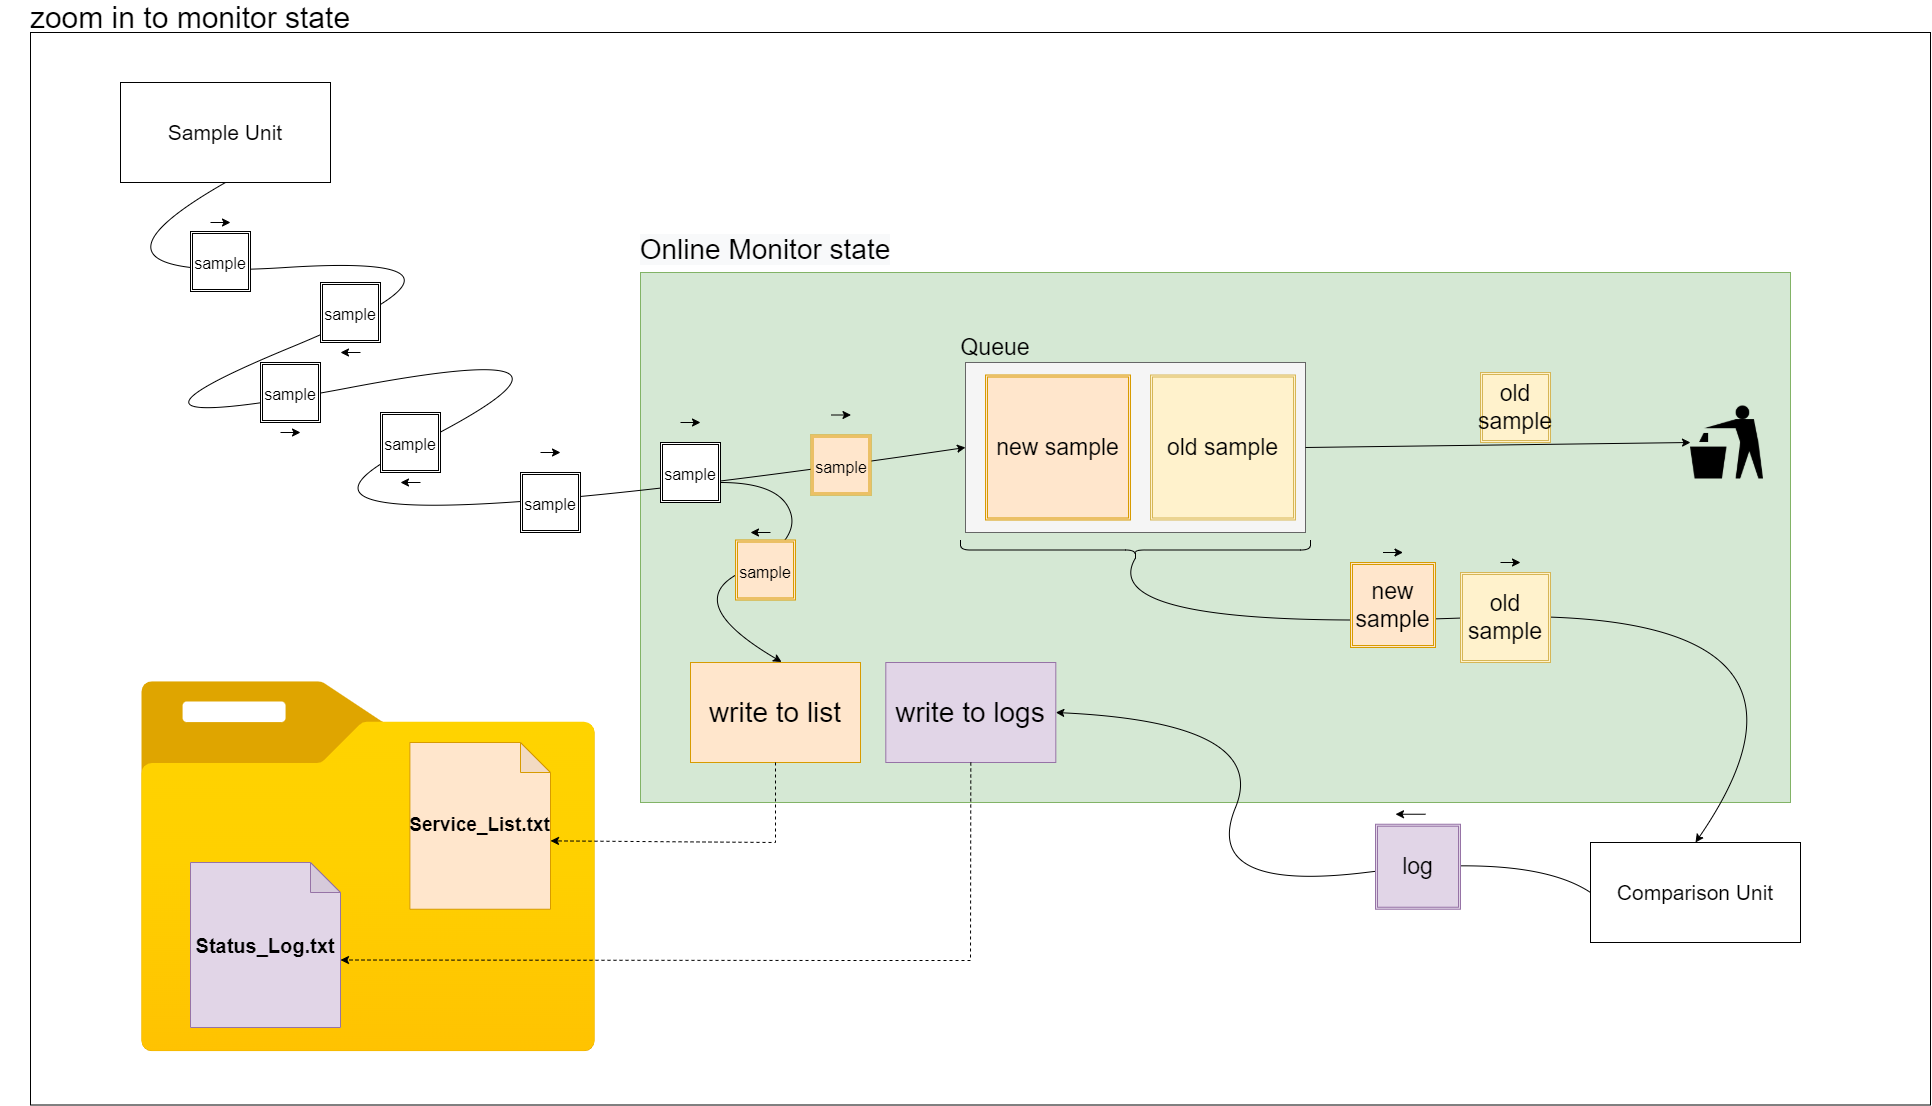 zoom in to monitor state
Sample Unit
sample
sample
sample
sample
sample
Online Monitor state
sample
sample
sample
Queue
new sample
old sample
old
sample
new
sample
old
sample
write to list
write to logs
log
Comparison Unit
Service_List.txt
Status_Log.txt